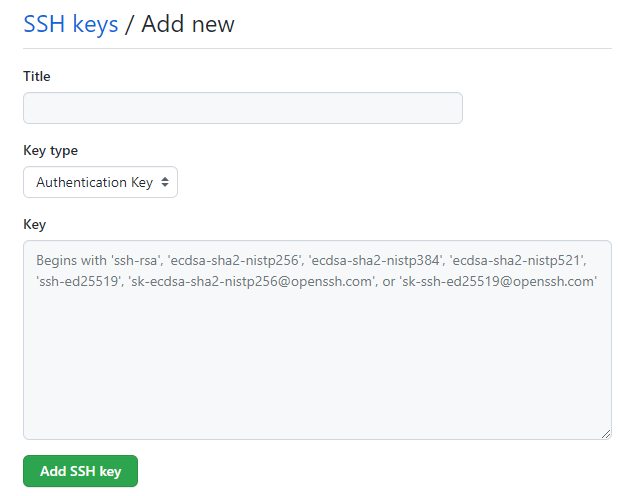 SSH keys / Add new
Title
Key type
Authentication Key
Key
Begins with 'ssh-rsa', 'ecdsa-sha2-nistp256', 'ecdsa-sha2-nistp384', 'ecdsa-sha2-nistp521',
'ssh-ed25519', 'sk-ecdsa-sha2-nistp256@openssh.com', or 'sk-ssh-ed25519@openssh.com'
Add SSH key